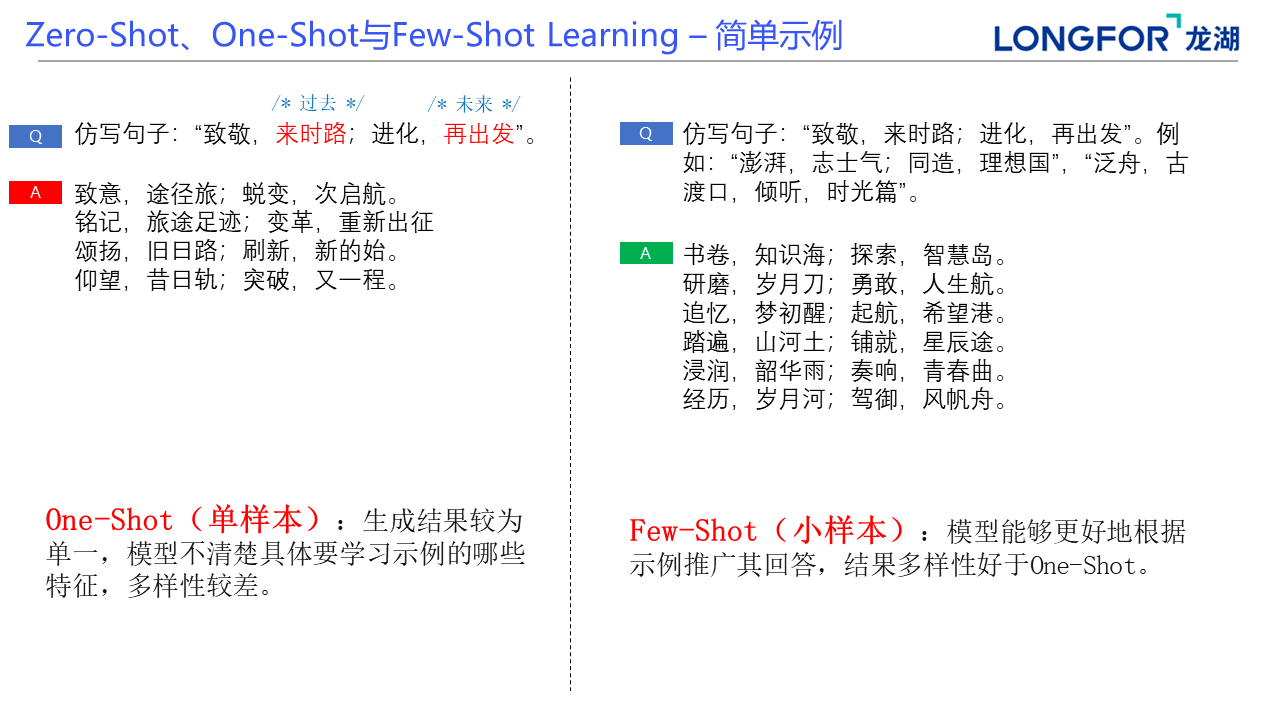 Zero-Shot、One-Shot与Few-Shot Learning – 简单示例
LONGFOR 龙湖
/* 过去 */ /* 未来 */
Q 仿写句子：“致敬，来时路；进化，再出发”。
A 致意，途径旅；蜕变，次启航。
铭记，旅途足迹；变革，重新出征
颂扬，旧日路；刷新，新的始。
仰望，昔日轨；突破，又一程。
One-Shot（单样本）：生成结果较为
单一，模型不清楚具体要学习示例的哪些
特征，多样性较差。
Q 仿写句子：“致敬，来时路；进化，再出发”。例
如：“澎湃，志士气；同造，理想国”，“泛舟，古
渡口，倾听，时光篇”。
A 书卷，知识海；探索，智慧岛。
研磨，岁月刀；勇敢，人生航。
追忆，梦初醒；起航，希望港。
踏遍，山河土；铺就，星辰途。
浸润，韶华雨；奏响，青春曲。
经历，岁月河；驾御，风帆舟。
Few-Shot（小样本）：模型能够更好地根据
示例推广其回答，结果多样性好于One-Shot。